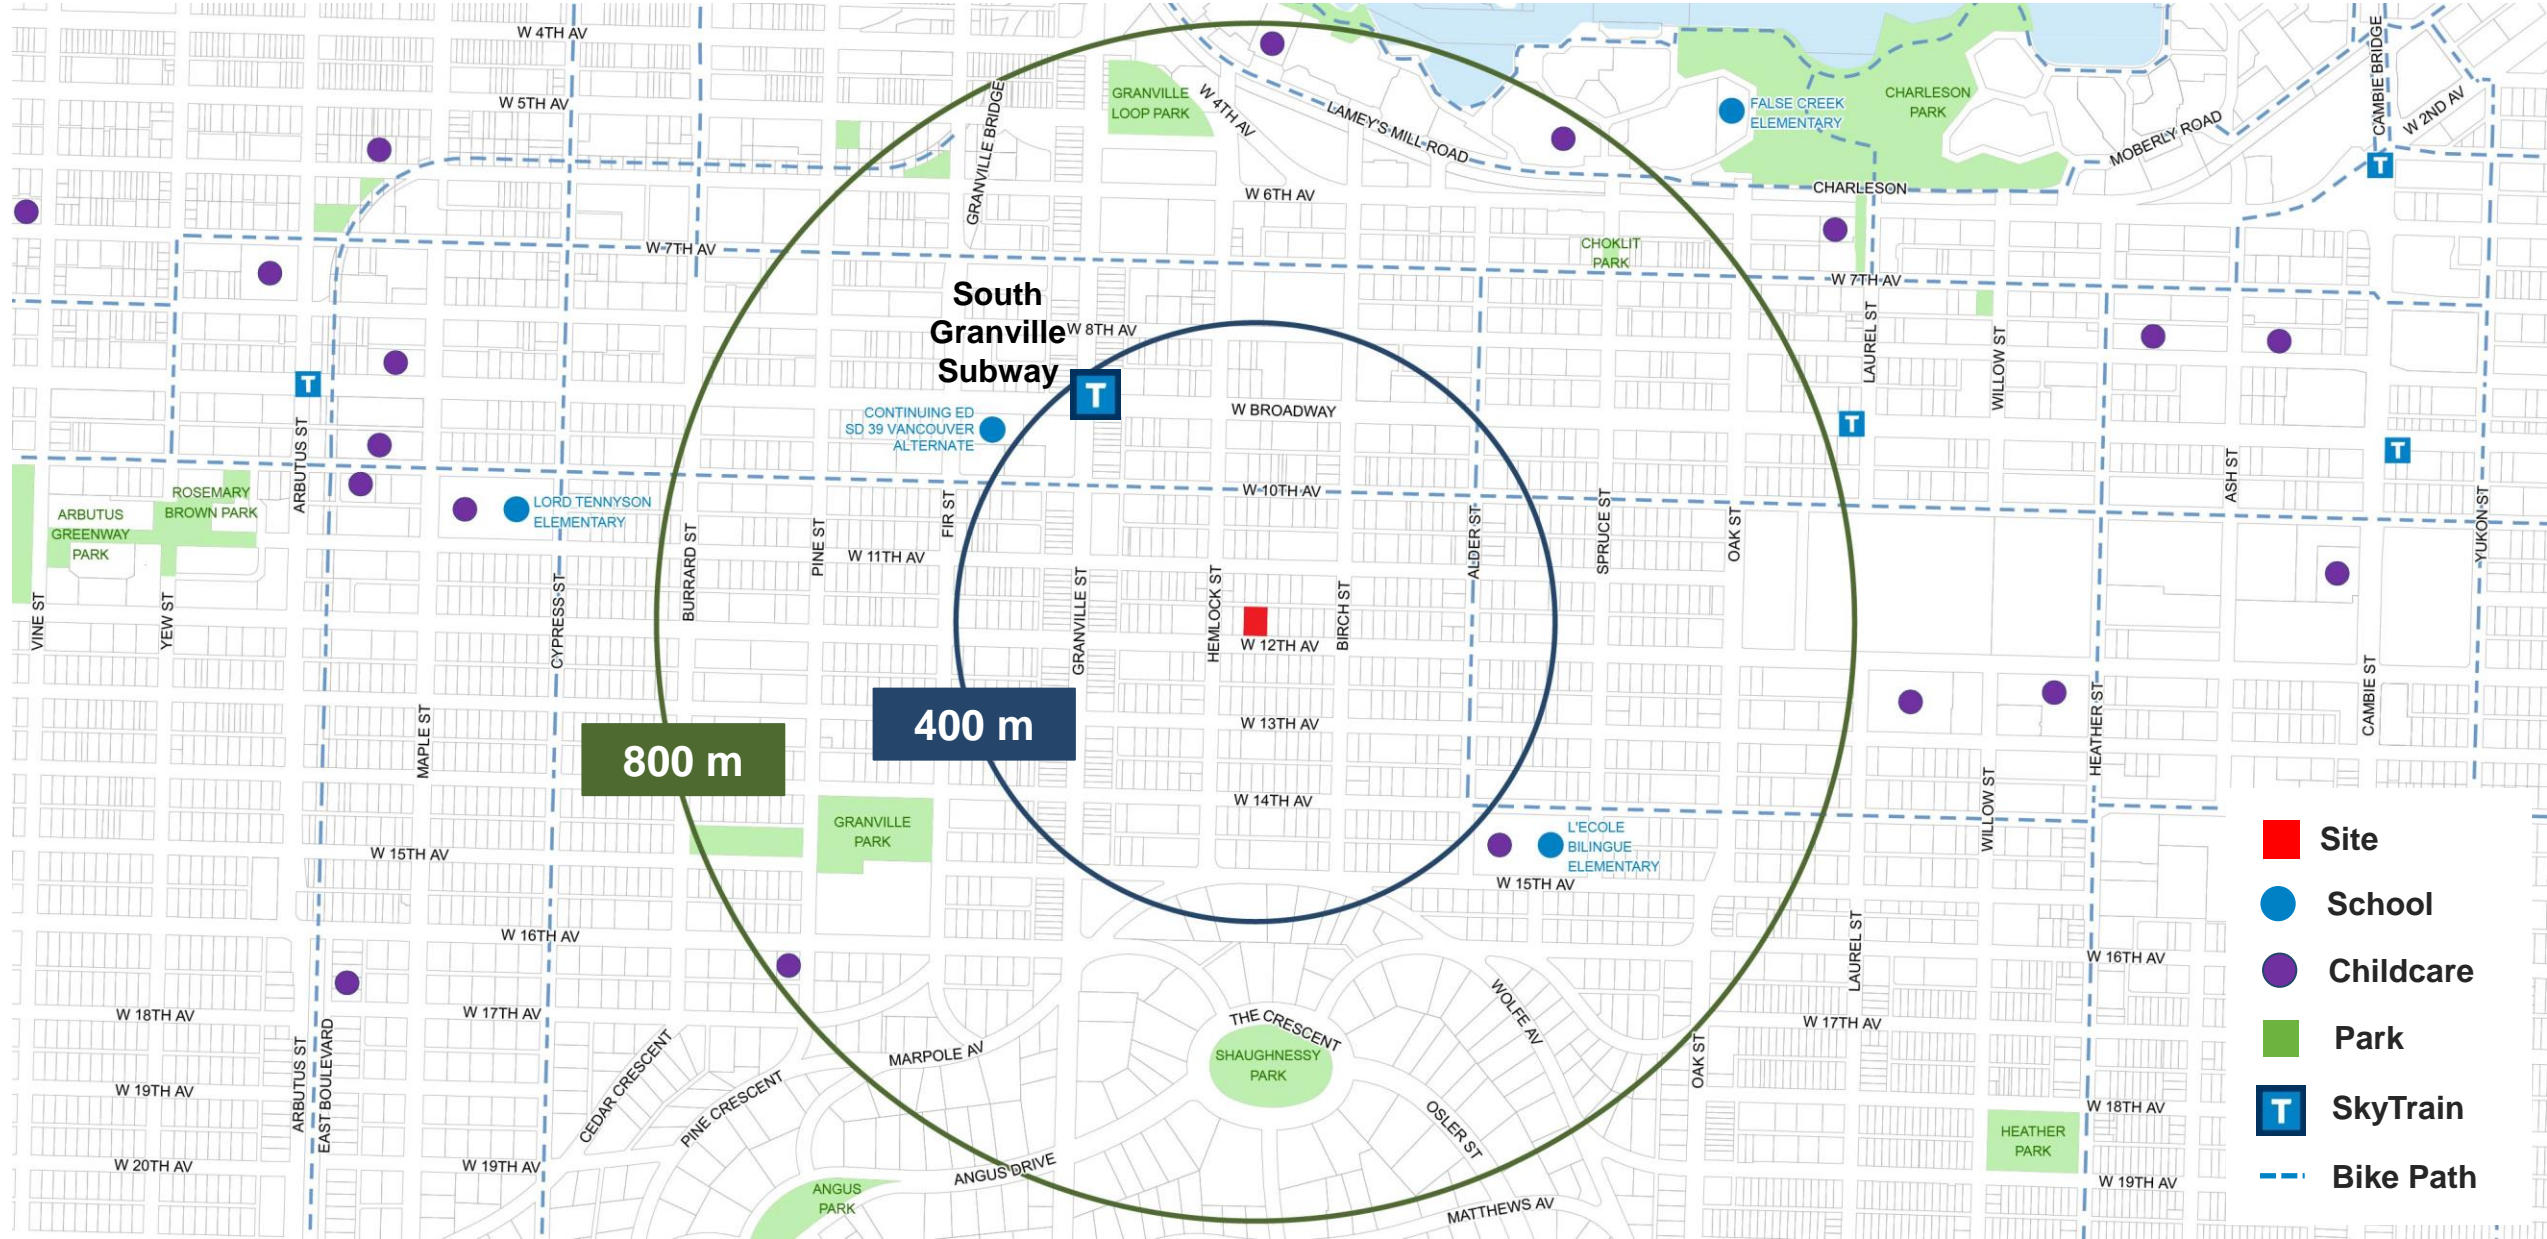 W 4TH AV
W 5TH AV
GRANVILLE BRIDGE
GRANVILLE
LOOP PARK
W 4TH AV
LAMEY'S MILL ROAD
FALSE CREEK
ELEMENTARY
CHARLESON
PARK
MOBERLY ROAD
CAMBIE BRIDGE
W 2ND AV
T
W 6TH AV
CHARLESON
W 7TH AV
CHOKLIT
PARK
W 7TH AV
South
Granville
Subway
W 8TH AV
T
LAUREL ST
WILLOW ST
T
CONTINUING ED
SD 39 VANCOUVER
ALTERNATE
W BROADWAY
T
T
ARBUTUS ST
ROSEMARY
BROWN PARK
ARBUTUS
GREENWAY
PARK
LORD TENNYSON
ELEMENTARY
W 10TH AV
ASH ST
YUKON ST
BURRARD ST
PINE ST
FIR ST
W 11TH AV
ALDER ST
SPRUCE ST
OAK ST
VINE ST
YEW ST
CYPRESS ST
GRANVILLE ST
HEMLOCK ST
BIRCH ST
W 12TH AV
MAPLE ST
800 m
400 m
W 13TH AV
HEATHER ST
CAMBIE ST
W 14TH AV
WILLOW ST
GRANVILLE
PARK
L'ECOLE
BILINGUE
ELEMENTARY
W 15TH AV
W 15TH AV
W 16TH AV
LAUREL ST
W 16TH AV
W 18TH AV
W 17TH AV
WOLFE AV
THE CRESCENT
W 17TH AV
SHAUGHNESSY
PARK
MARPOLE AV
CEDAR CRESCENT
PINE CRESCENT
ARBUTUS ST
EAST BOULEVARD
OAK ST
W 19TH AV
OSLER ST
W 18TH AV
HEATHER
PARK
W 20TH AV
W 19TH AV
ANGUS DRIVE
ANGUS
PARK
MATTHEWS AV
W 19TH AV
Site
School
Childcare
Park
T
SkyTrain
Bike Path